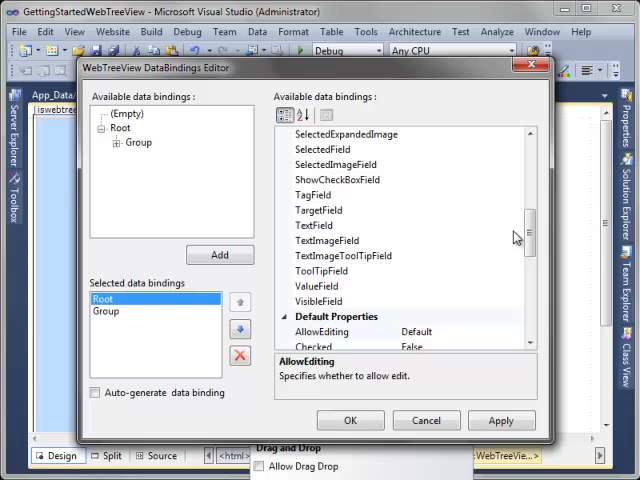 GettingStartedWebTreeView - Microsoft Visual Studio (Administrator)
File Edit View Website Build Debug Team Data Format Table Tools Architecture Test Analyze Window Help
Debug Any CPU
WebTreeView DataBindings Editor
App_Data/
iswebtree
Server Explorer
Toolbox
Properties
Solution Explorer
Team Explorer
Class View
Available data bindings :
(Empty)
Root
Group
Add
Selected data bindings
Root
Group
Auto-generate data binding
Available data bindings :
SelectedExpandedImage
SelectedField
SelectedImageField
ShowCheckBoxField
TagField
TargetField
TextField
TextImageField
TextImageToolTipField
ToolTipField
ValueField
VisibleField
Default Properties
AllowEditing Default
Checked False
AllowEditing
Specifies whether to allow edit.
OK Cancel Apply
Design Split Source <html> :WebTreeView...>
Drag and Drop
Allow Drag Drop